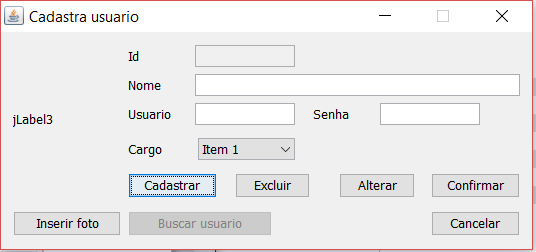 Cadastra usuario
Id
Nome
Usuario Senha
jLabel3
Cargo Item 1
Cadastrar Excluir Alterar Confirmar
Inserir foto Buscar usuario Cancelar